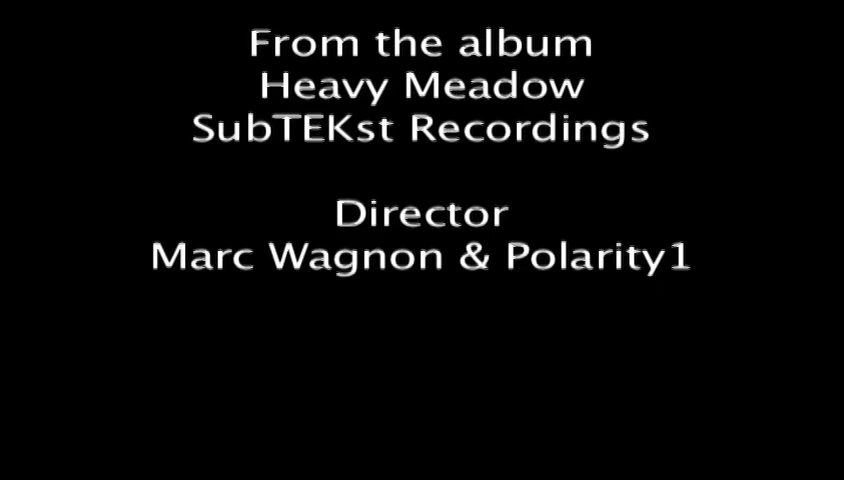 From the album
Heavy Meadow
SubTEKst Recordings
Director
Marc Wagnon & Polarity1